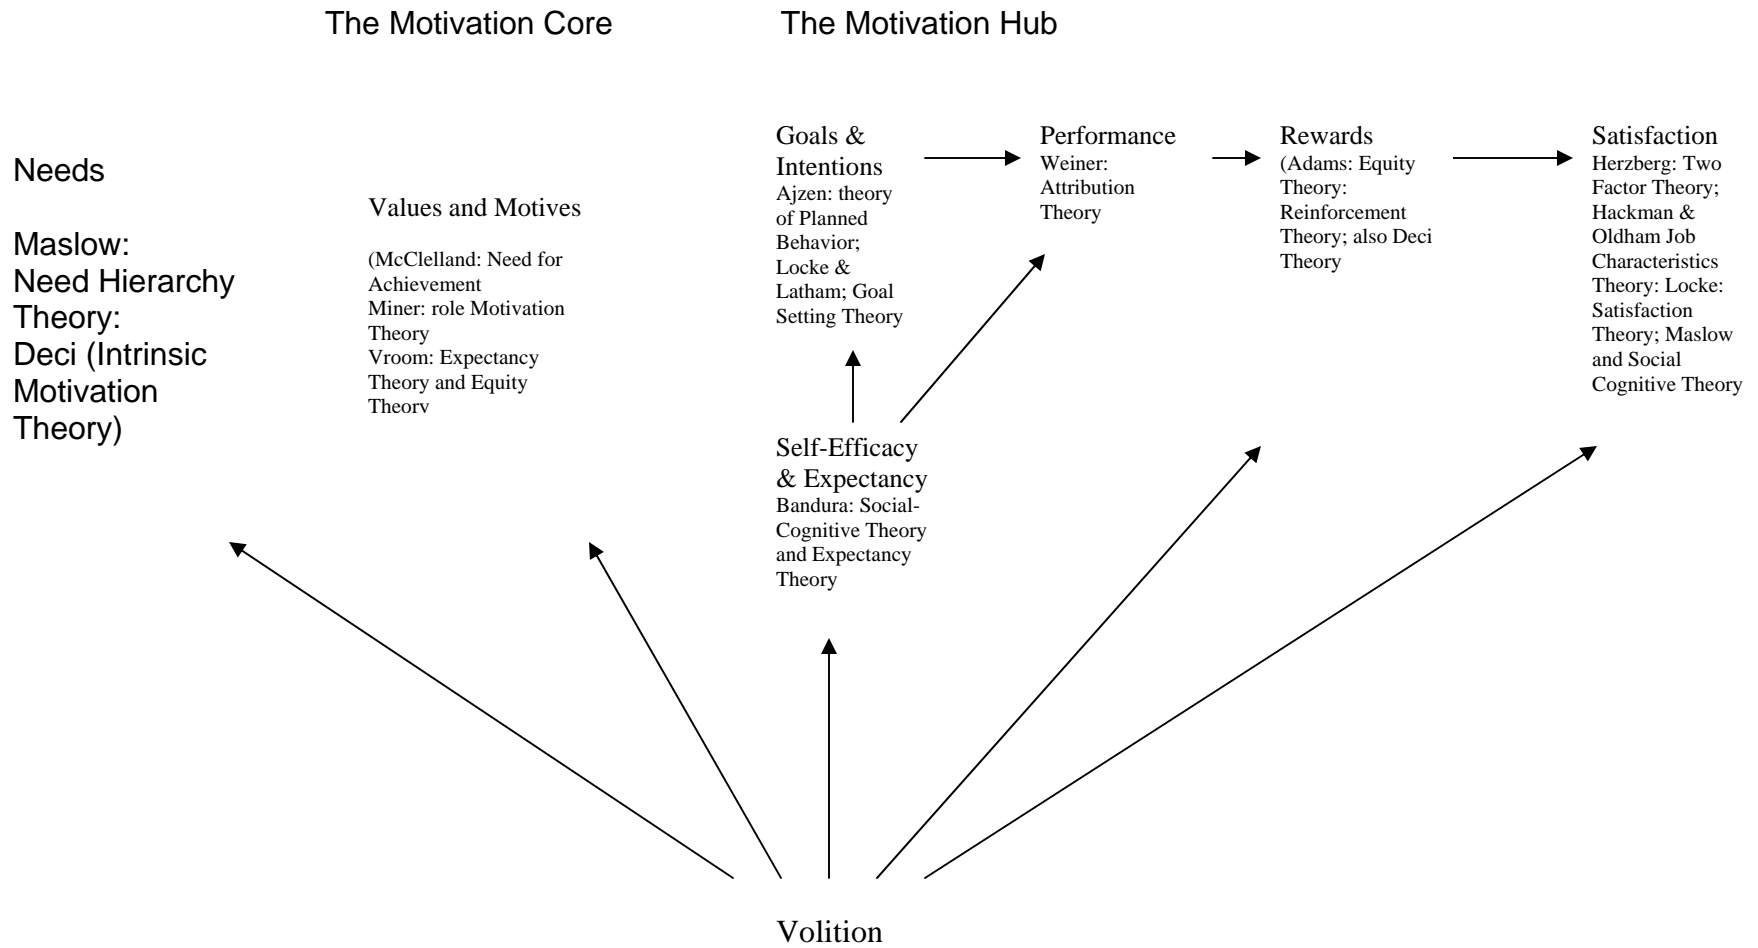 The Motivation Core
The Motivation Hub
Needs
Maslow:
Need Hierarchy
Theory:
Deci (Intrinsic
Motivation
Theory)
Values and Motives
(McClelland: Need for
Achievement
Miner: role Motivation
Theory
Vroom: Expectancy
Theory and Equity
Theory
Goals &
Intentions
Ajzen: theory
of Planned
Behavior;
Locke &
Latham; Goal
Setting Theory
Performance
Weiner:
Attribution
Theory
Rewards
(Adams: Equity
Theory:
Reinforcement
Theory; also Deci
Theory
Satisfaction
Herzberg: Two
Factor Theory;
Hackman &
Oldham Job
Characteristics
Theory: Locke:
Satisfaction
Theory; Maslow
and Social
Cognitive Theory
Self-Efficacy
& Expectancy
Bandura: Social-
Cognitive Theory
and Expectancy
Theory
Volition